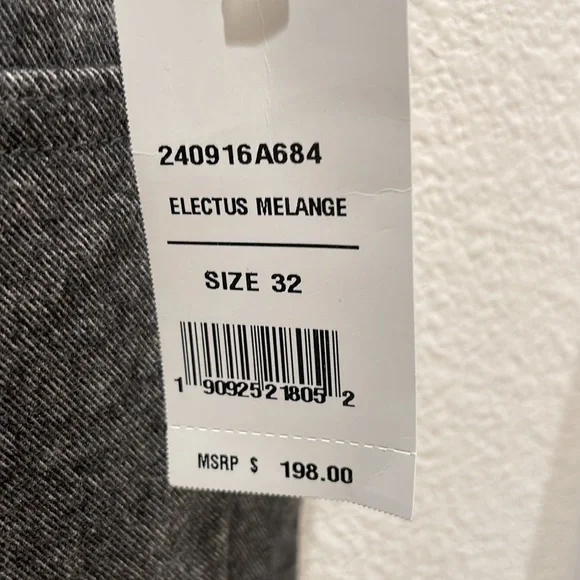 240916A684
ELECTUS MELANGE
SIZE 32
1 90925 21805 2
MSRP $ 198.00